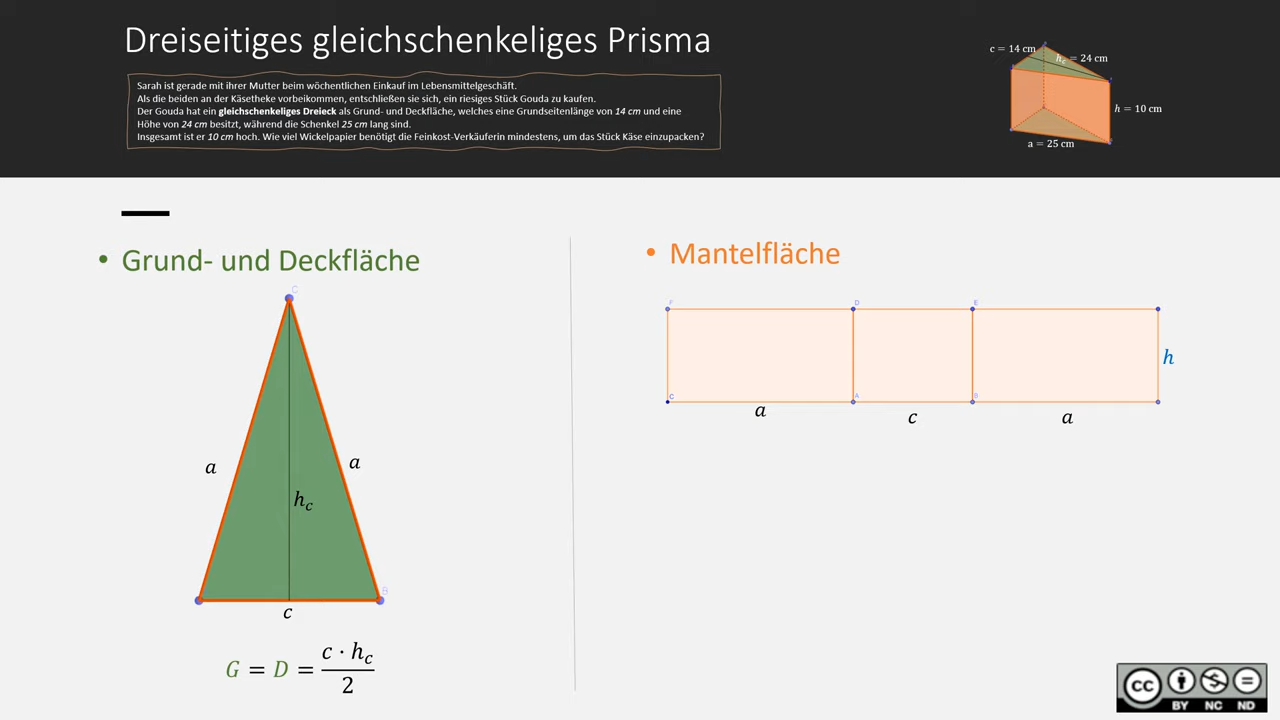 Dreiseitiges gleichschenkeliges Prisma
Sarah ist gerade mit ihrer Mutter beim wöchentlichen Einkauf im Lebensmittelgeschäft.
Als die beiden an der Käsetheke vorbeikommen, entschließen sie sich, ein riesiges Stück Gouda zu kaufen.
Der Gouda hat ein gleichschenkeliges Dreieck als Grund- und Deckfläche, welches eine Grundseitenlänge von 14 cm und eine
Höhe von 24 cm besitzt, während die Schenkel 25 cm lang sind.
Insgesamt ist er 10 cm hoch. Wie viel Wickelpapier benötigt die Feinkost-Verkäuferin mindestens, um das Stück Käse einzupacken?
c = 14 cm
h_c = 24 cm
h = 10 cm
a = 25 cm
• Grund- und Deckfläche
C
a
a
h_c
B
c
G = D = c · h_c / 2
• Mantelfläche
F
D
E
h
C
A
B
a
c
a
CC
BY NC ND